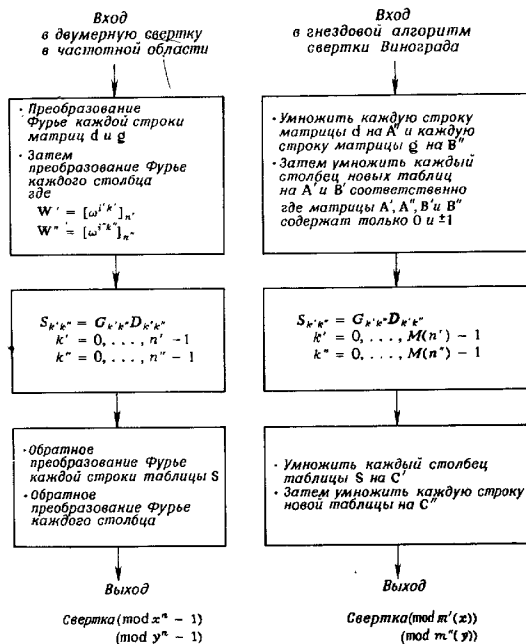 Вход
в двумерную свертку
в частотной области
· Преобразование
Фурье каждой строки
матриц d и g
· Затем
преобразование Фурье
каждого столбца
где
W' = [ω^{i'k'}]_{n'}
W" = [ω^{i"k"}]_{n"}
S_{k'k"} = G_{k'k"} D_{k'k"}
k' = 0, . . . , n' − 1
k" = 0, . . . , n" − 1
· Обратное
преобразование Фурье
каждой строки таблицы S
· Обратное
преобразование Фурье
каждого столбца
Выход
Свертка (mod x^n − 1)
(mod y^n − 1)
Вход
в гнездовой алгоритм
свертки Винограда
· Умножить каждую строку
матрицы d на A" и каждую
строку матрицы g на B"
· Затем умножить каждый
столбец новых таблиц
на A' и B' соответственно
где матрицы A', A", B' и B"
содержат только 0 и ±1
S_{k'k"} = G_{k'k"} D_{k'k"}
k' = 0, . . . , M(n') − 1
k" = 0, . . . , M(n") − 1
· Умножить каждый столбец
таблицы S на C'
· Затем умножить каждую строку
новой таблицы на C"
Выход
Свертка (mod m'(x))
(mod m"(y))